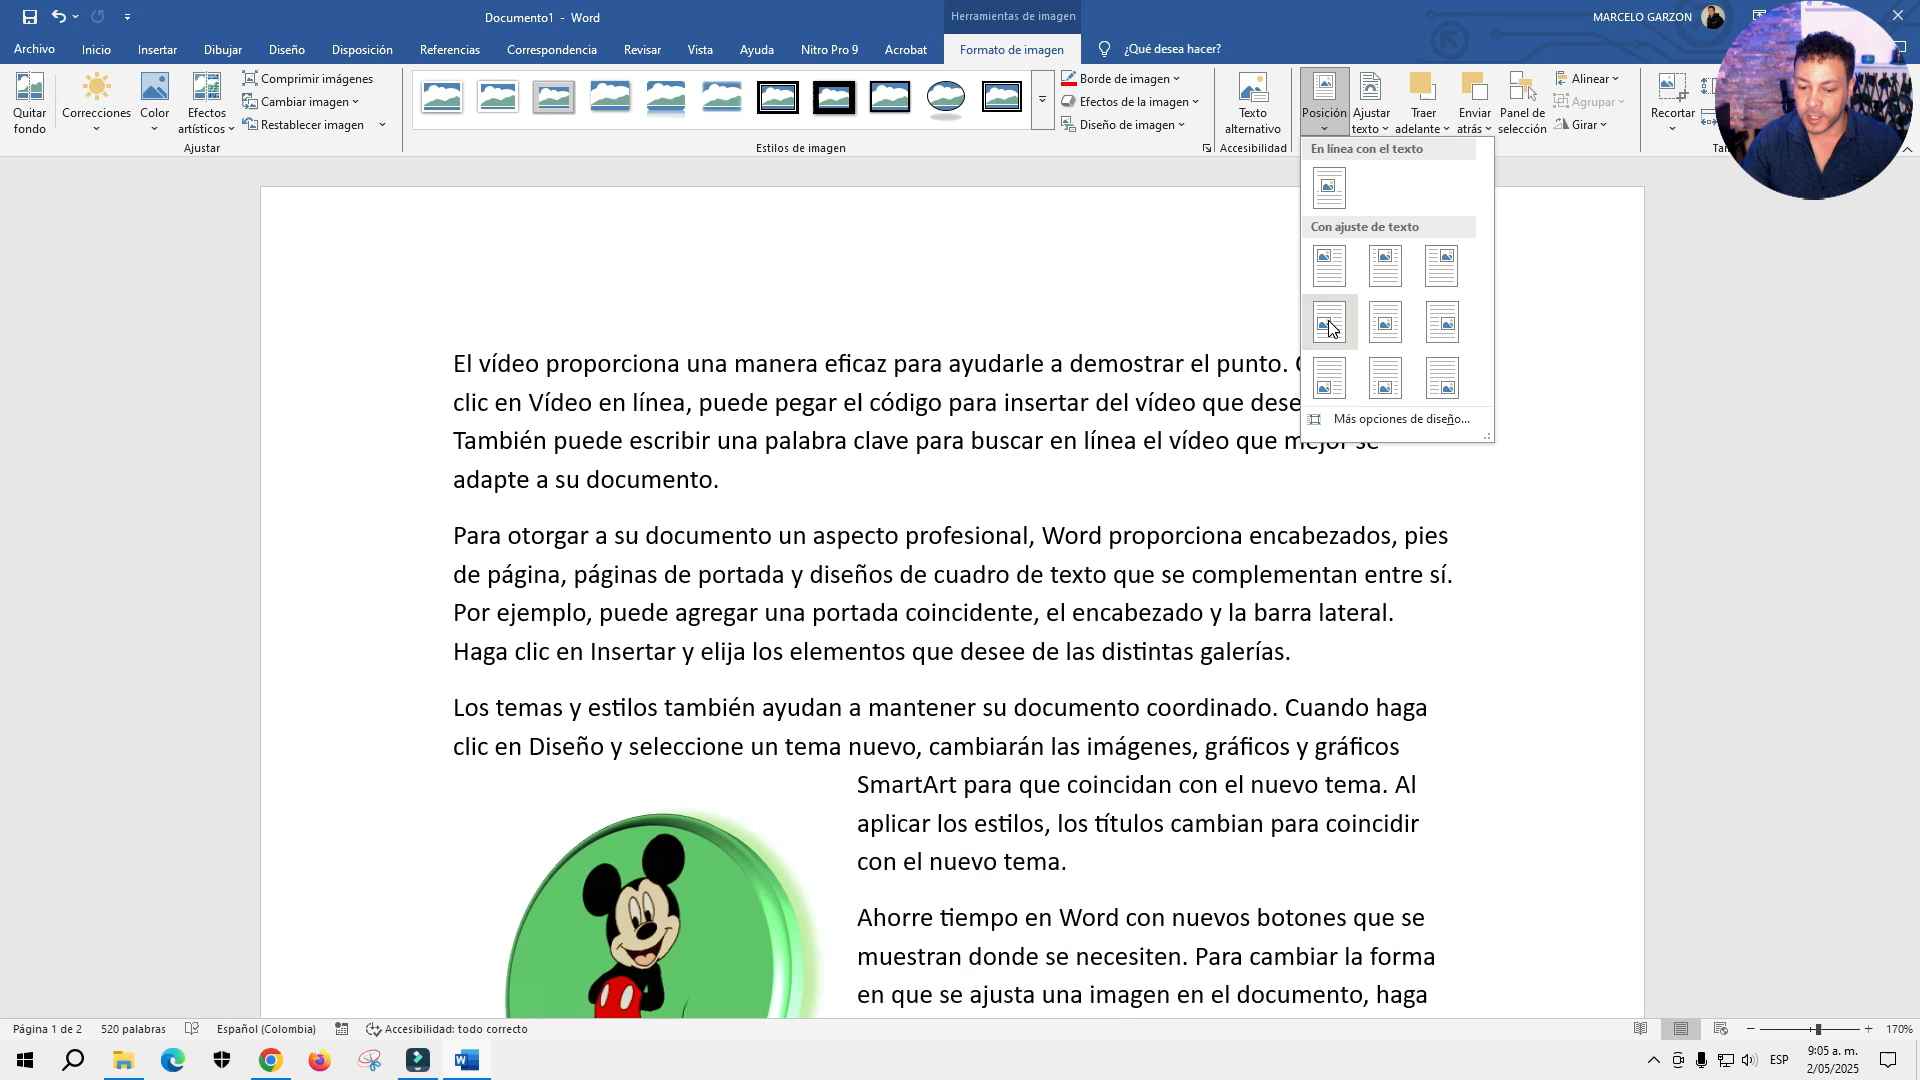 Documento1 - Word
Herramientas de imagen
MARCELO GARZON
Archivo
Inicio
Insertar
Dibujar
Diseño
Disposición
Referencias
Correspondencia
Revisar
Vista
Ayuda
Nitro Pro 9
Acrobat
Formato de imagen
¿Qué desea hacer?
Quitar
fondo
Correcciones
Color
Efectos
artísticos
Comprimir imágenes
Cambiar imagen
Restablecer imagen
Ajustar
Estilos de imagen
Borde de imagen
Efectos de la imagen
Diseño de imagen
Texto
alternativo
Accesibilidad
Posición
Ajustar
texto
Traer
adelante
Enviar
atrás
Panel de
selección
Alinear
Agrupar
Girar
Recortar
En línea con el texto
Con ajuste de texto
Más opciones de diseño...
El vídeo proporciona una manera eficaz para ayudarle a demostrar el punto.
clic en Vídeo en línea, puede pegar el código para insertar del vídeo que
También puede escribir una palabra clave para buscar en línea el vídeo que mejor se
adapte a su documento.
Para otorgar a su documento un aspecto profesional, Word proporciona encabezados, pies
de página, páginas de portada y diseños de cuadro de texto que se complementan entre sí.
Por ejemplo, puede agregar una portada coincidente, el encabezado y la barra lateral.
Haga clic en Insertar y elija los elementos que desee de las distintas galerías.
Los temas y estilos también ayudan a mantener su documento coordinado. Cuando haga
clic en Diseño y seleccione un tema nuevo, cambiarán las imágenes, gráficos y gráficos
SmartArt para que coincidan con el nuevo tema. Al
aplicar los estilos, los títulos cambian para coincidir
con el nuevo tema.
Ahorre tiempo en Word con nuevos botones que se
muestran donde se necesiten. Para cambiar la forma
en que se ajusta una imagen en el documento, haga
Página 1 de 2
520 palabras
Español (Colombia)
Accesibilidad: todo correcto
170%
ESP
9:05 a. m.
2/05/2025